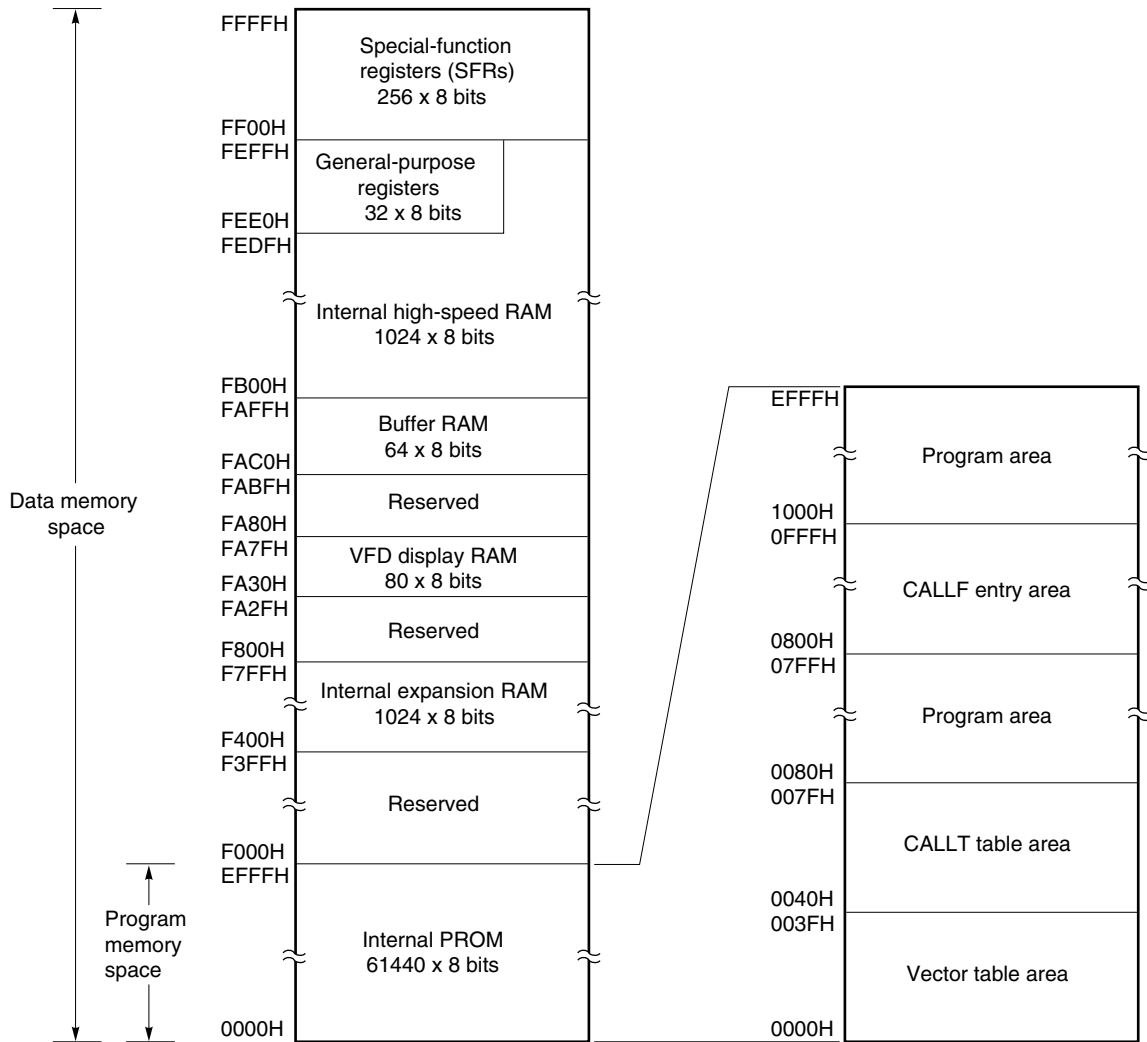 FFFFH
Special-function
registers (SFRs)
256 x 8 bits
FF00H
FEFFH
General-purpose
registers
32 x 8 bits
FEE0H
FEDFH
Internal high-speed RAM
1024 x 8 bits
FB00H
FAFFH
Buffer RAM
64 x 8 bits
FAC0H
FABFH
Reserved
Data memory
space
FA80H
FA7FH
VFD display RAM
80 x 8 bits
FA30H
FA2FH
Reserved
F800H
F7FFH
Internal expansion RAM
1024 x 8 bits
F400H
F3FFH
Reserved
F000H
EFFFH
Program
memory
space
Internal PROM
61440 x 8 bits
0000H
EFFFH
Program area
1000H
0FFFH
CALLF entry area
0800H
07FFH
Program area
0080H
007FH
CALLT table area
0040H
003FH
Vector table area
0000H